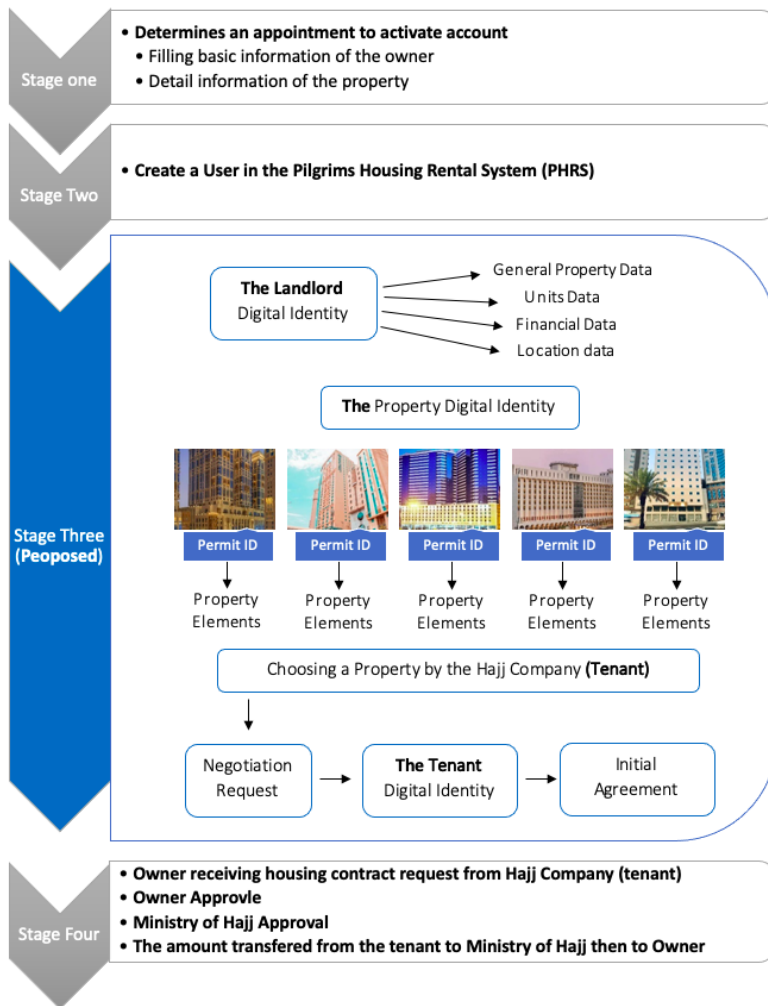 Stage one
• Determines an appointment to activate account
• Filling basic information of the owner
• Detail information of the property
Stage Two
• Create a User in the Pilgrims Housing Rental System (PHRS)
Stage Three
(Peoposed)
The Landlord
Digital Identity
General Property Data
Units Data
Financial Data
Location data
The Property Digital Identity
Permit ID
Permit ID
Permit ID
Permit ID
Permit ID
Property
Elements
Property
Elements
Property
Elements
Property
Elements
Property
Elements
Choosing a Property by the Hajj Company (Tenant)
Negotiation
Request
The Tenant
Digital Identity
Initial
Agreement
Stage Four
• Owner receiving housing contract request from Hajj Company (tenant)
• Owner Approvle
• Ministry of Hajj Approval
• The amount transfered from the tenant to Ministry of Hajj then to Owner